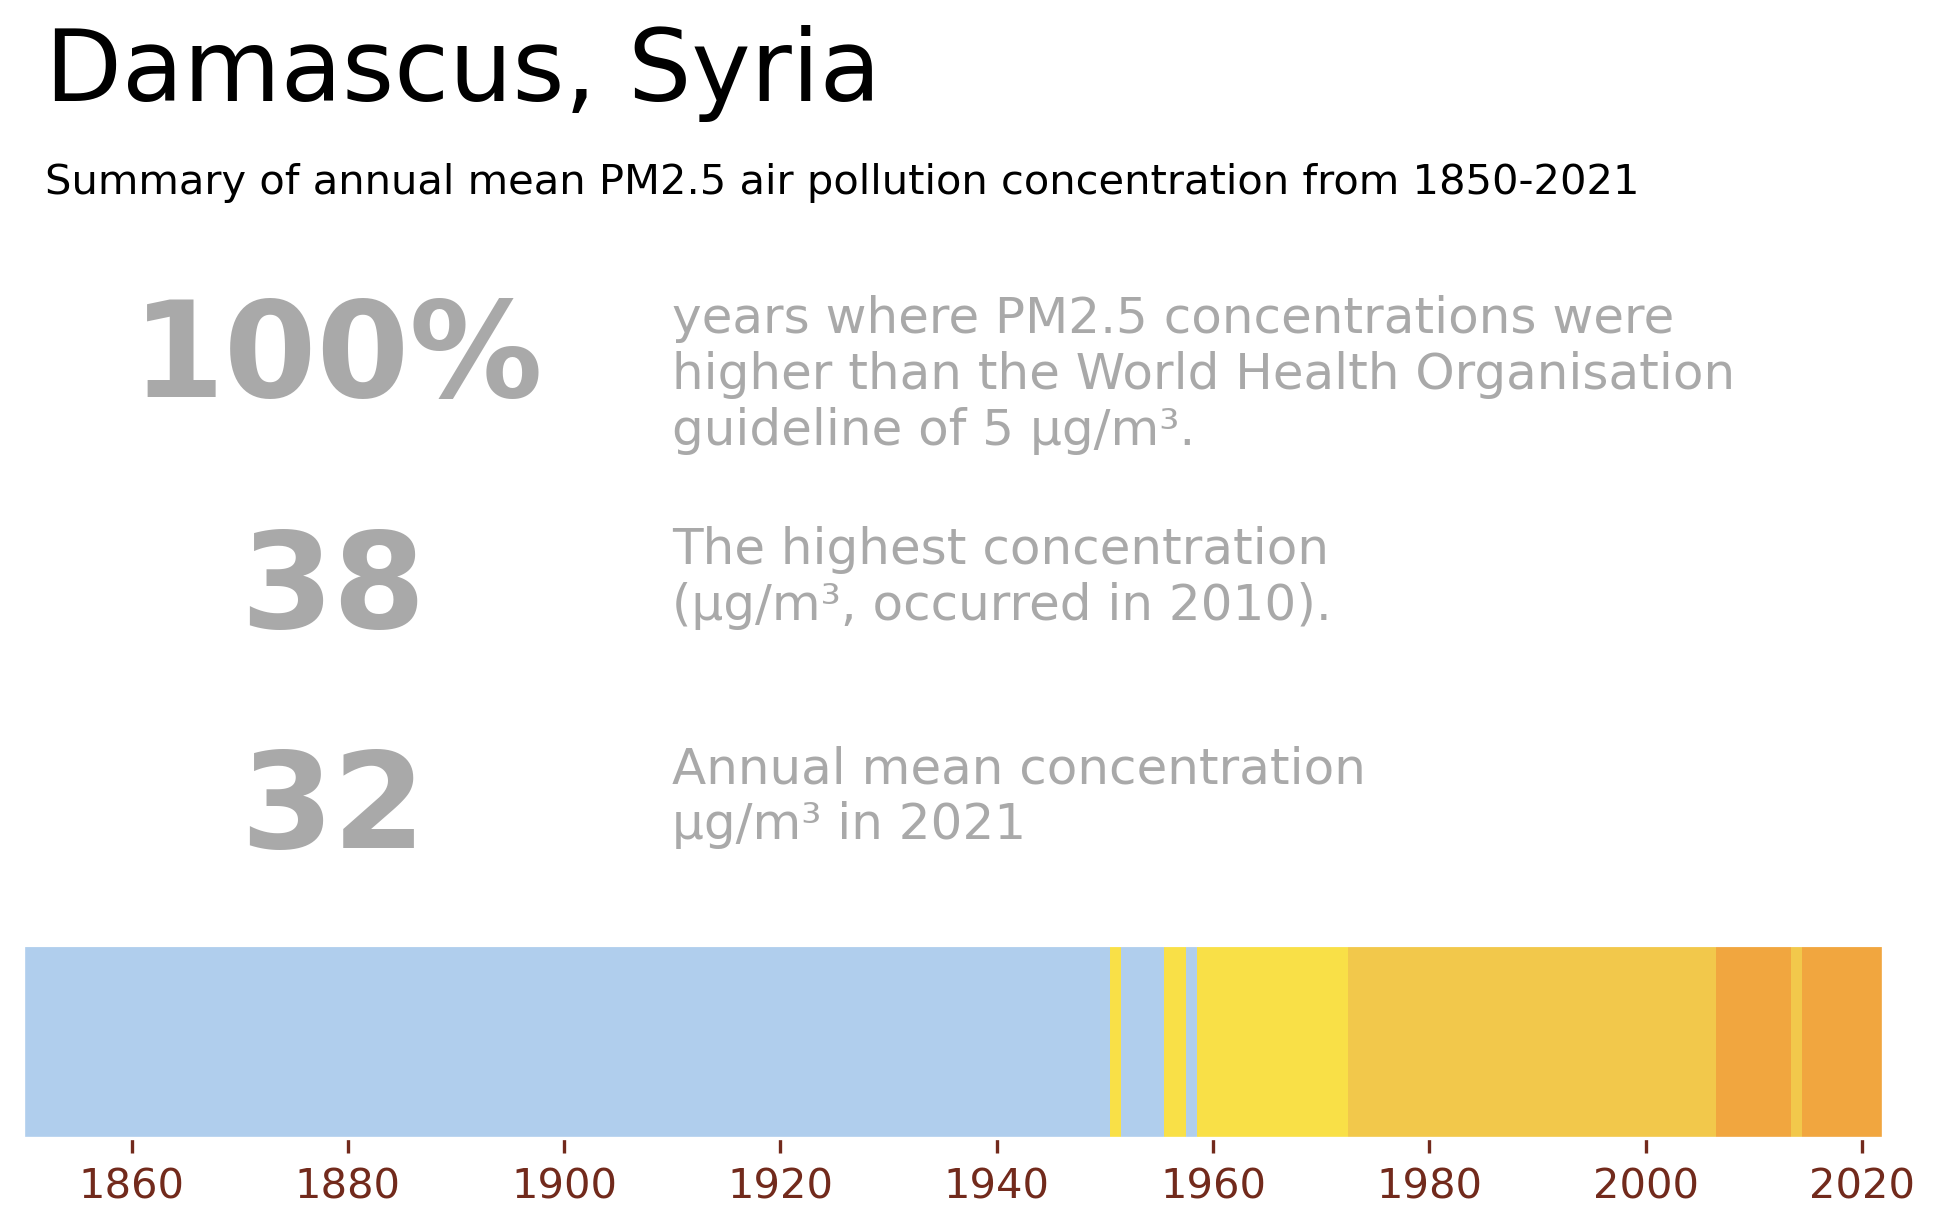 Damascus, Syria
Summary of annual mean PM2.5 air pollution concentration from 1850-2021
100%
years where PM2.5 concentrations were
higher than the World Health Organisation
guideline of 5 µg/m³.
38
The highest concentration
(µg/m³, occurred in 2010).
32
Annual mean concentration
µg/m³ in 2021
1860 1880 1900 1920 1940 1960 1980 2000 2020